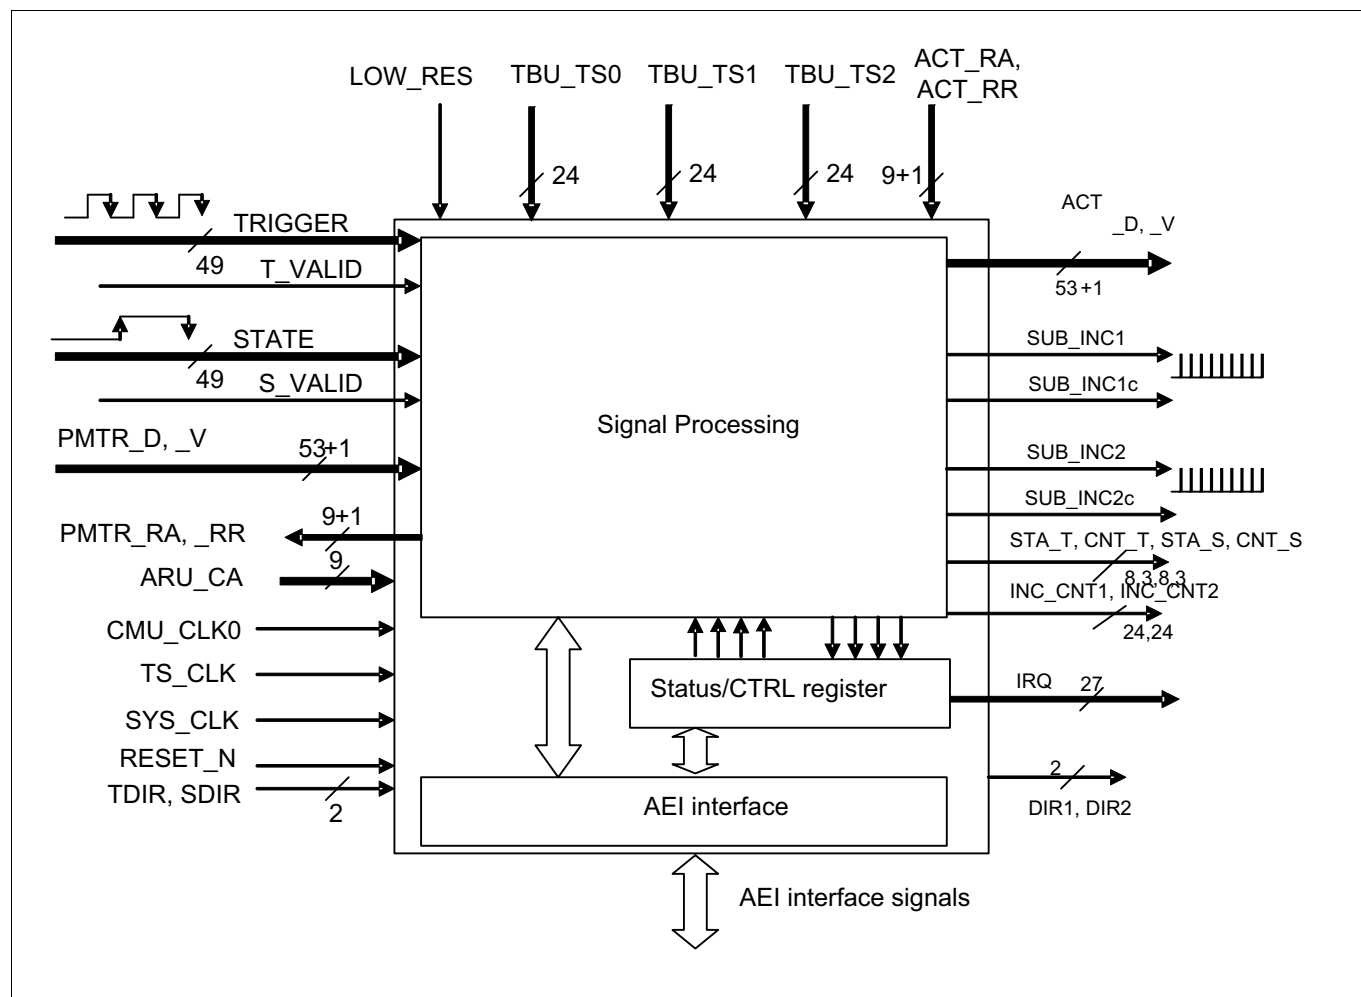 LOW_RES
TBU_TS0
TBU_TS1
TBU_TS2
ACT_RA,
ACT_RR
24
24
24
9+1
TRIGGER
49
T_VALID
STATE
49
S_VALID
PMTR_D, _V
53+1
PMTR_RA, _RR
9+1
ARU_CA
9
CMU_CLK0
TS_CLK
SYS_CLK
RESET_N
TDIR, SDIR
2
Signal Processing
Status/CTRL register
AEI interface
AEI interface signals
ACT
_D, _V
53+1
SUB_INC1
SUB_INC1c
SUB_INC2
SUB_INC2c
STA_T, CNT_T, STA_S, CNT_S
8,3,8,3
INC_CNT1, INC_CNT2
24,24
IRQ
27
2
DIR1, DIR2